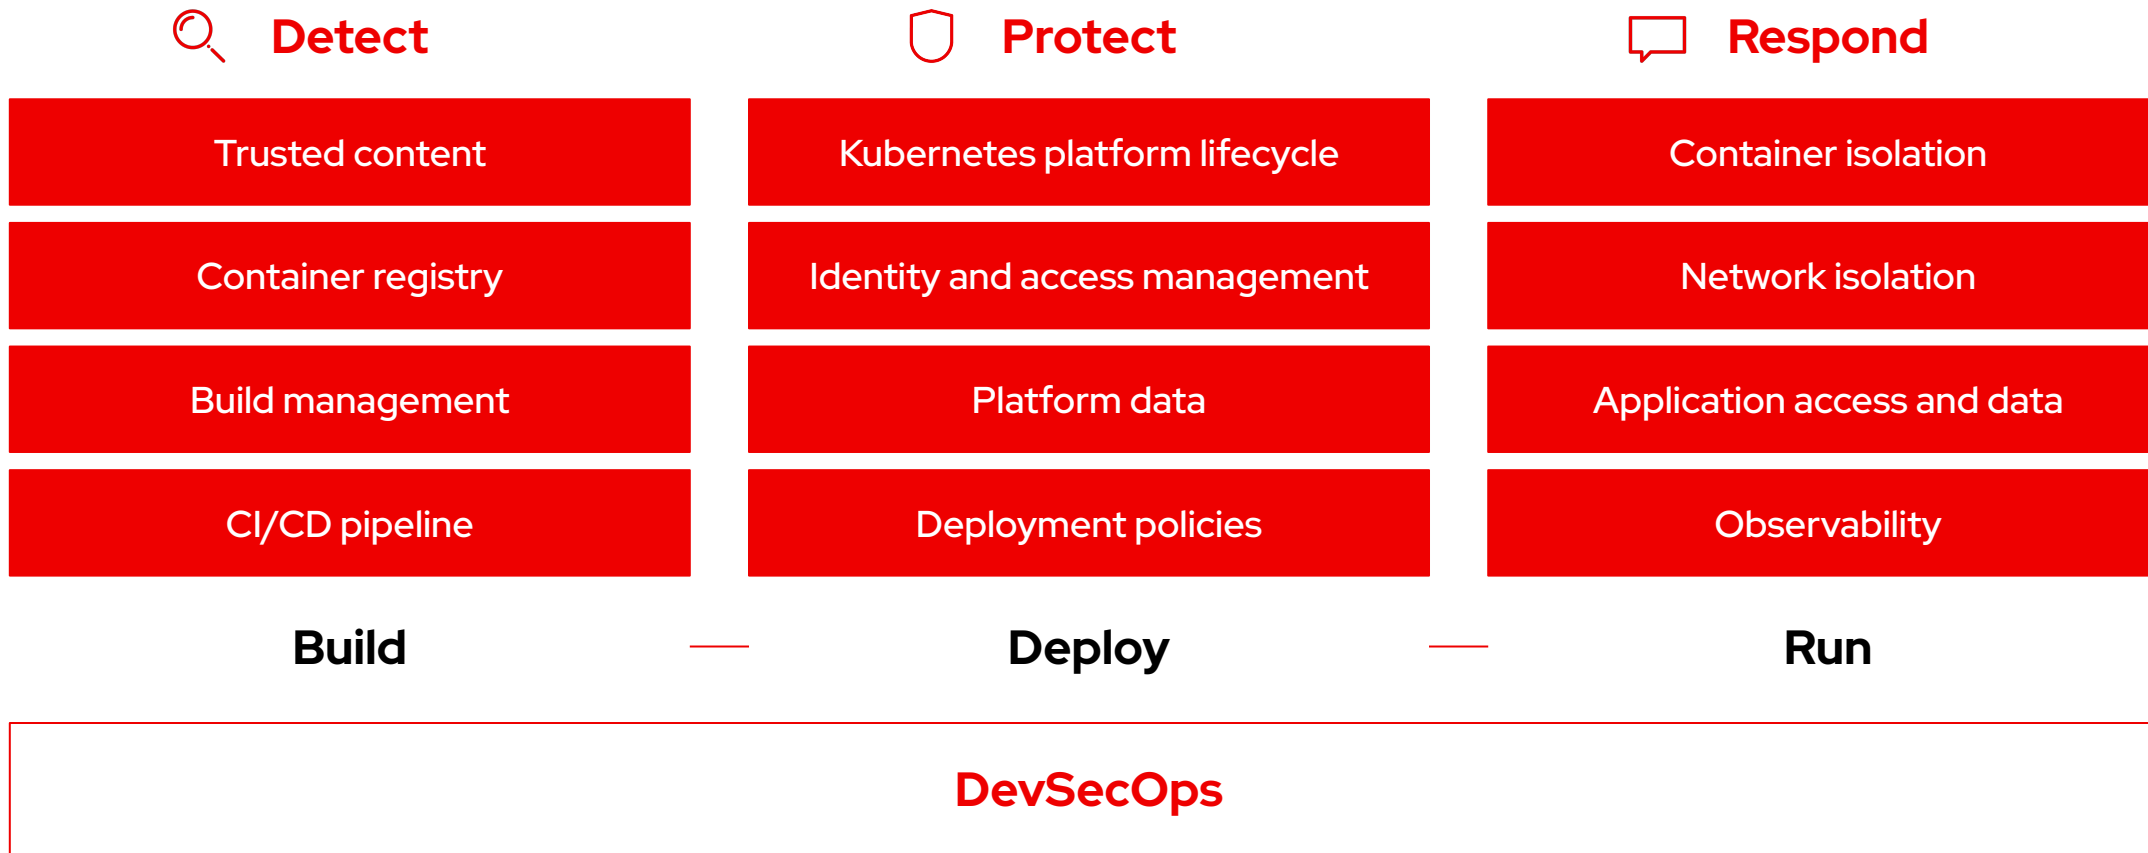 Detect
Protect
Respond
Trusted content
Kubernetes platform lifecycle
Container isolation
Container registry
Identity and access management
Network isolation
Build management
Platform data
Application access and data
CI/CD pipeline
Deployment policies
Observability
Build
Deploy
Run
DevSecOps